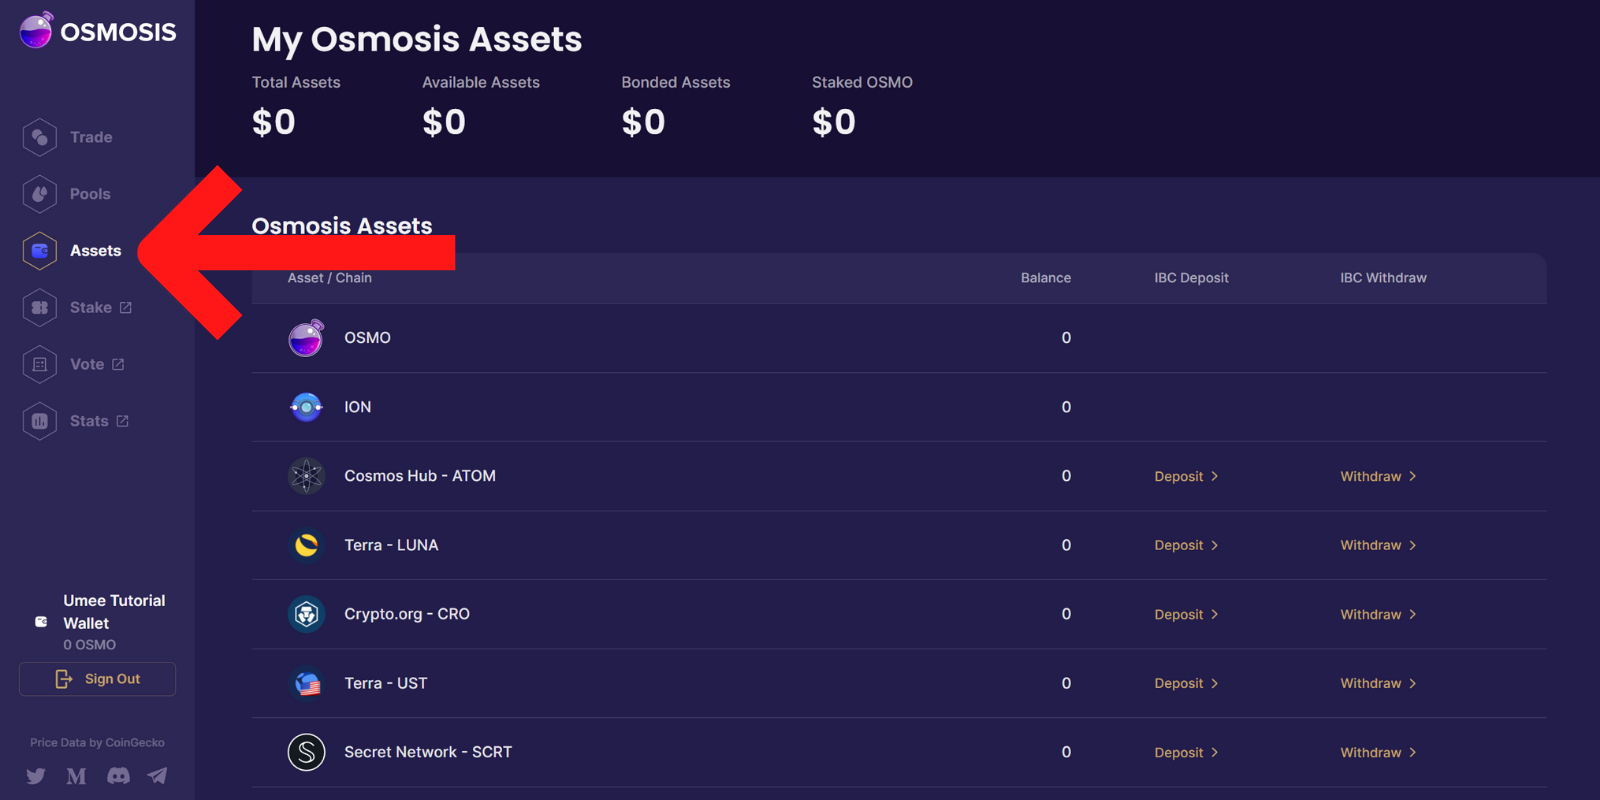 OSMOSIS
Trade
Pools
Assets
Stake
Vote
Stats
Umee Tutorial
Wallet
0 OSMO
Sign Out
Price Data by CoinGecko
My Osmosis Assets
Total Assets Available Assets Bonded Assets Staked OSMO
$0 $0 $0 $0
Osmosis Assets
Asset / Chain Balance IBC Deposit IBC Withdraw
OSMO 0
ION 0
Cosmos Hub - ATOM 0 Deposit Withdraw
Terra - LUNA 0 Deposit Withdraw
Crypto.org - CRO 0 Deposit Withdraw
Terra - UST 0 Deposit Withdraw
Secret Network - SCRT 0 Deposit Withdraw